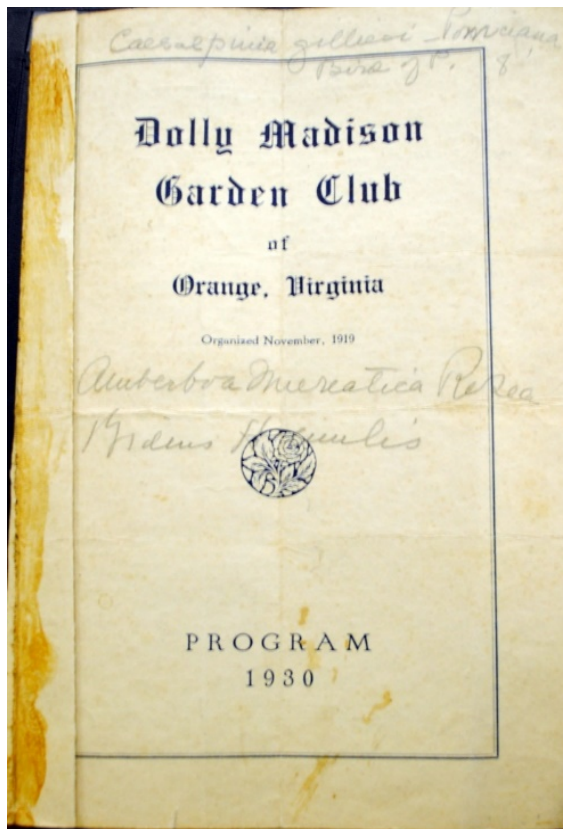 Caesalpinia gilliesi - Poinciana
Bird of P.
Dolly Madison
Garden Club
of
Orange, Virginia
Organized November, 1919
Amberboa Muricatica Rosea
Bidens Humilis
PROGRAM
1930